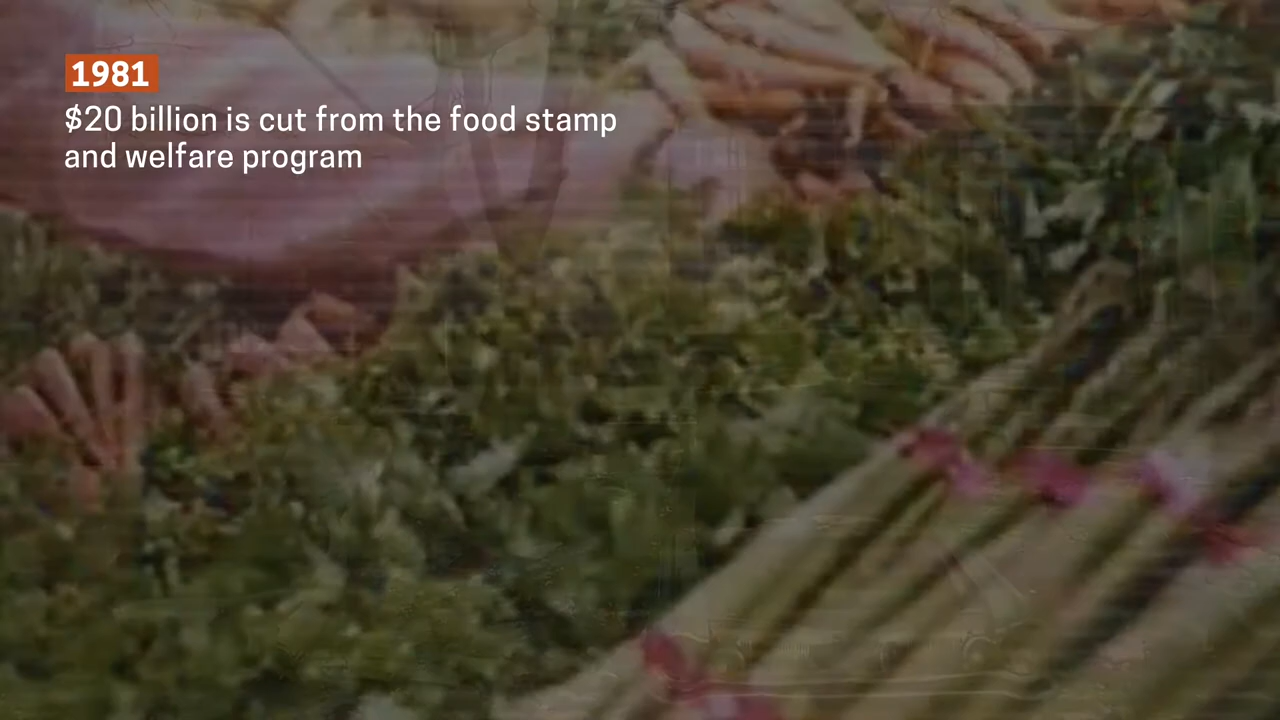 1981
$20 billion is cut from the food stamp
and welfare program